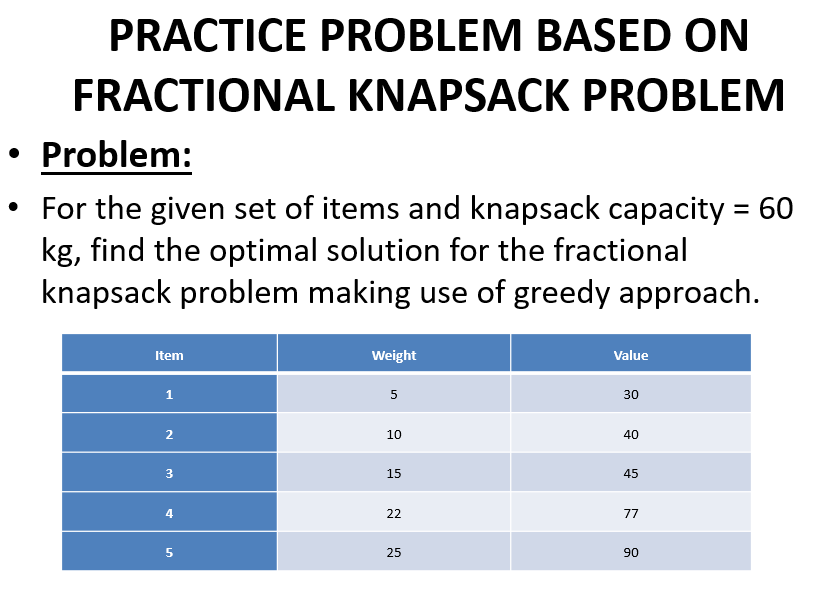 PRACTICE PROBLEM BASED ON
FRACTIONAL KNAPSACK PROBLEM
• Problem:
• For the given set of items and knapsack capacity = 60
kg, find the optimal solution for the fractional
knapsack problem making use of greedy approach.
Item Weight Value
1 5 30
2 10 40
3 15 45
4 22 77
5 25 90